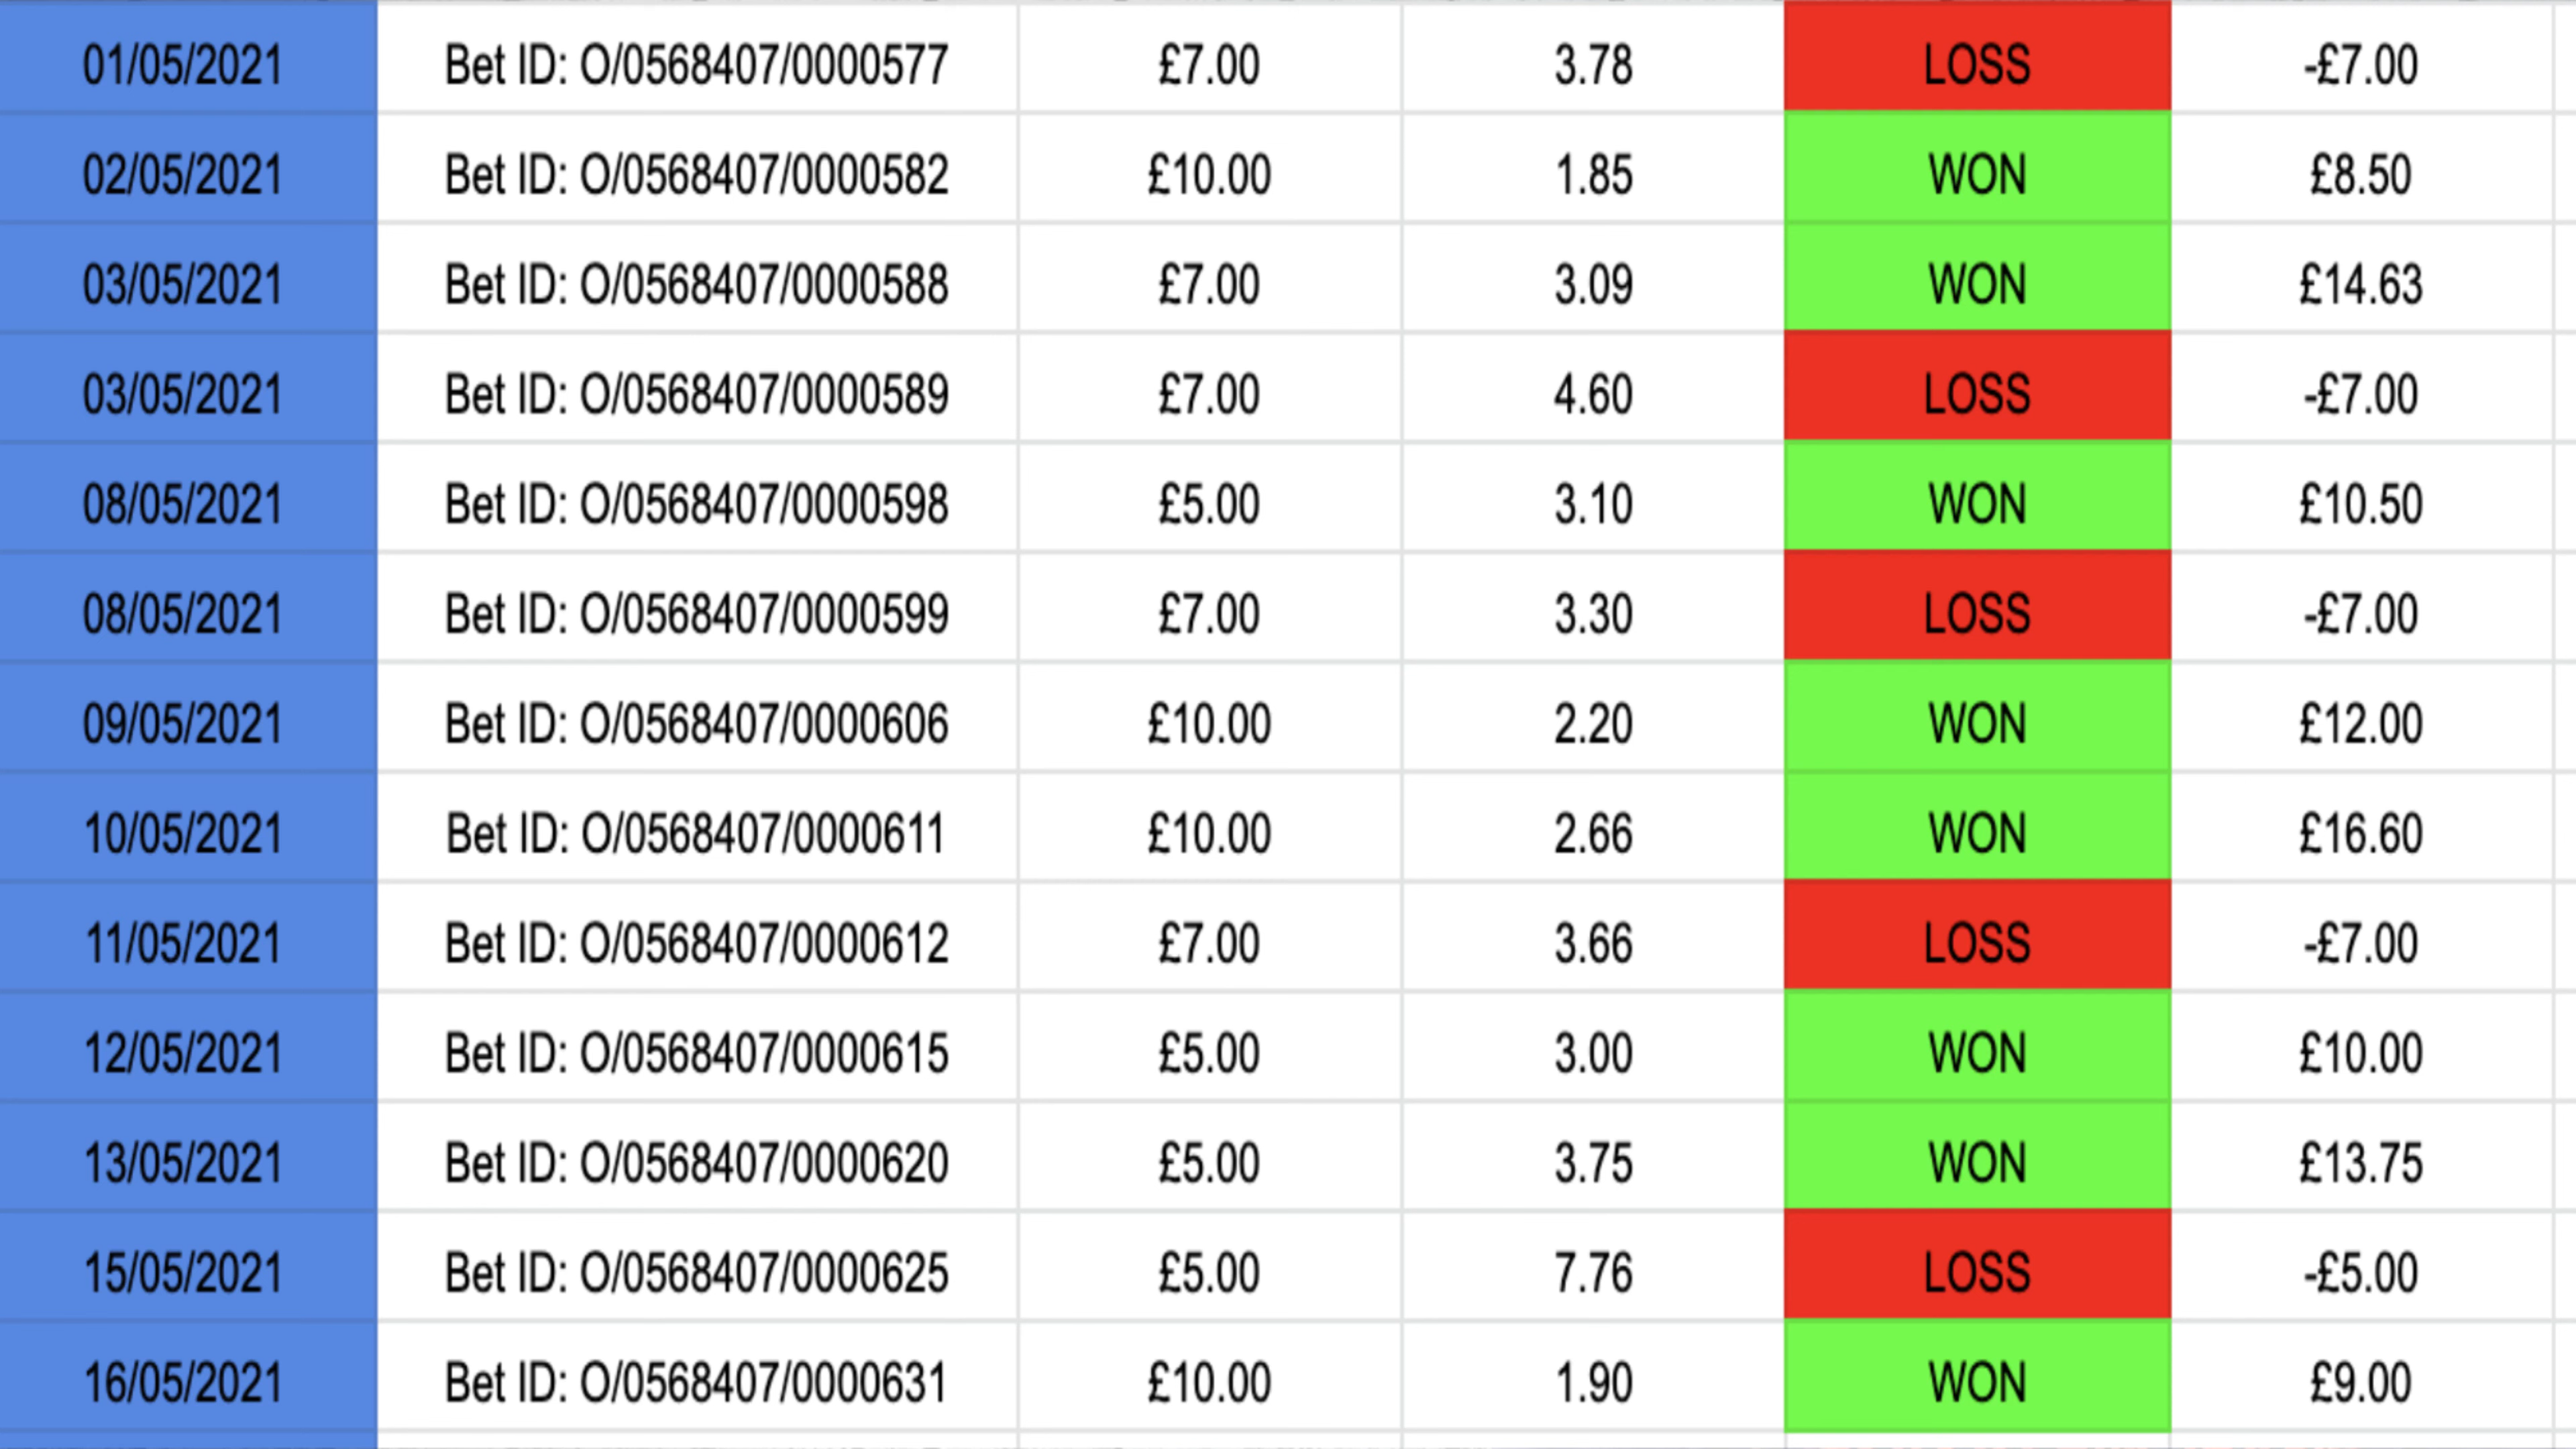 01/05/2021 Bet ID: O/0568407/0000577 £7.00 3.78 LOSS -£7.00
02/05/2021 Bet ID: O/0568407/0000582 £10.00 1.85 WON £8.50
03/05/2021 Bet ID: O/0568407/0000588 £7.00 3.09 WON £14.63
03/05/2021 Bet ID: O/0568407/0000589 £7.00 4.60 LOSS -£7.00
08/05/2021 Bet ID: O/0568407/0000598 £5.00 3.10 WON £10.50
08/05/2021 Bet ID: O/0568407/0000599 £7.00 3.30 LOSS -£7.00
09/05/2021 Bet ID: O/0568407/0000606 £10.00 2.20 WON £12.00
10/05/2021 Bet ID: O/0568407/0000611 £10.00 2.66 WON £16.60
11/05/2021 Bet ID: O/0568407/0000612 £7.00 3.66 LOSS -£7.00
12/05/2021 Bet ID: O/0568407/0000615 £5.00 3.00 WON £10.00
13/05/2021 Bet ID: O/0568407/0000620 £5.00 3.75 WON £13.75
15/05/2021 Bet ID: O/0568407/0000625 £5.00 7.76 LOSS -£5.00
16/05/2021 Bet ID: O/0568407/0000631 £10.00 1.90 WON £9.00